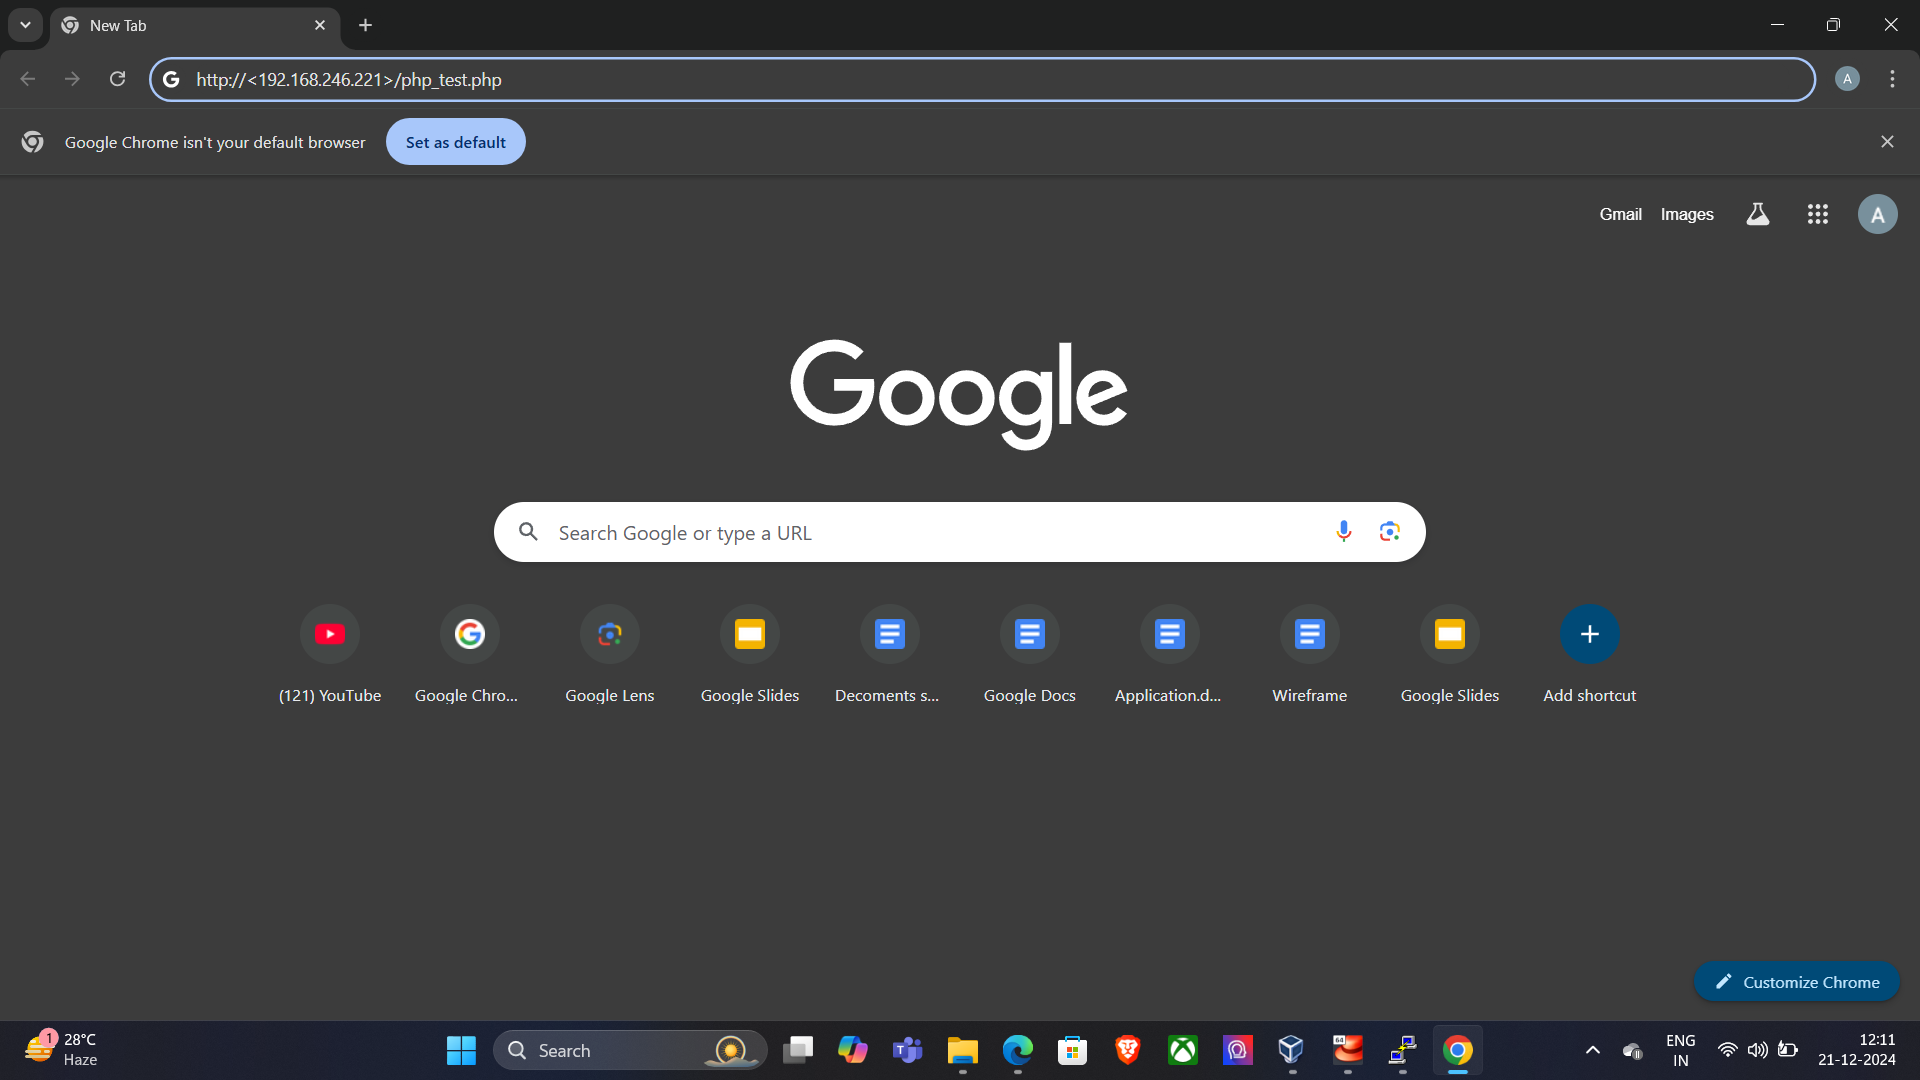 New Tab
http://<192.168.246.221>/php_test.php
A
Google Chrome isn't your default browser
Set as default
Gmail
Images
A
Google
Search Google or type a URL
(121) YouTube
Google Chro...
Google Lens
Google Slides
Decoments s...
Google Docs
Application.d...
Wireframe
Google Slides
Add shortcut
Customize Chrome
1
28°C
Haze
Search
64
ENG
IN
12:11
21-12-2024